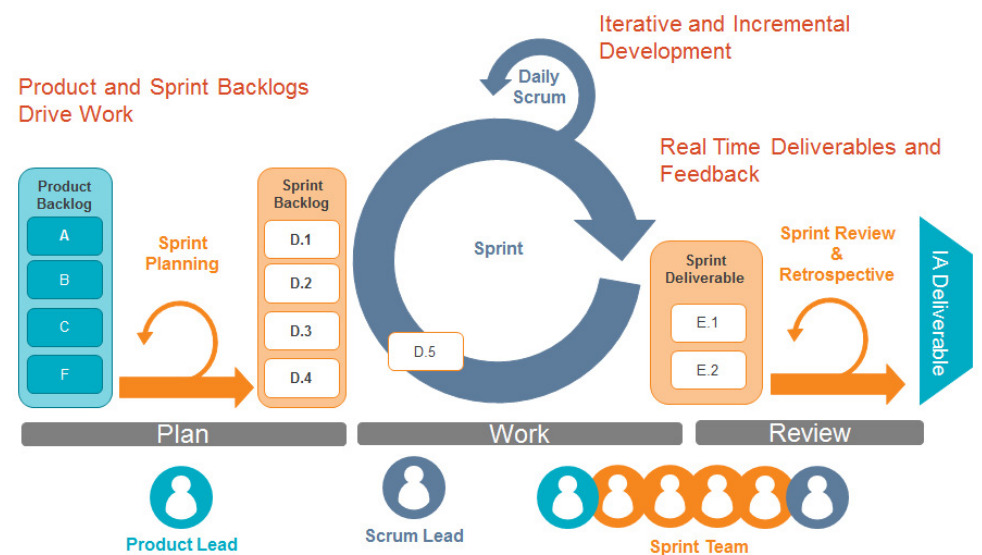 Iterative and Incremental
Development
Product and Sprint Backlogs
Drive Work
Daily
Scrum
Real Time Deliverables and
Feedback
Product
Backlog
A
B
C
F
Sprint
Planning
Sprint
Backlog
D.1
D.2
D.3
D.4
Sprint
D.5
Sprint
Deliverable
E.1
E.2
Sprint Review
&
Retrospective
IA Deliverable
Plan
Work
Review
Product Lead
Scrum Lead
Sprint Team